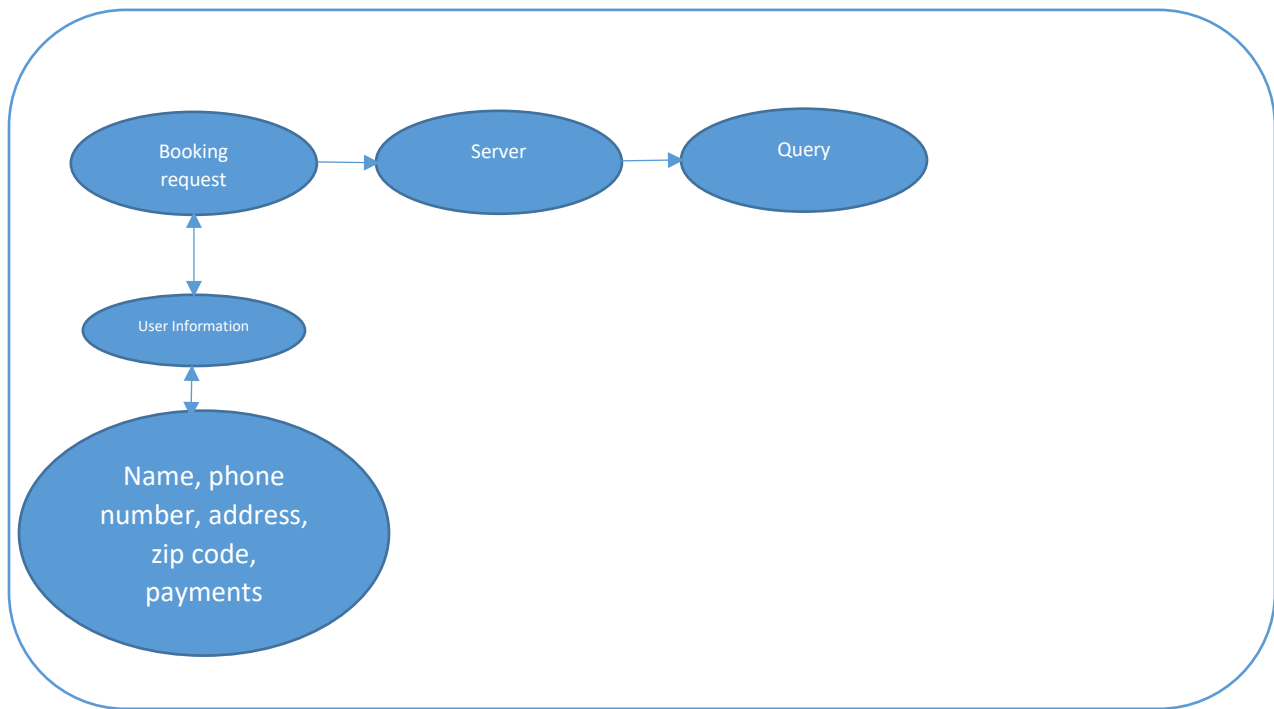 Booking
request
Server
Query
User Information
Name, phone
number, address,
zip code,
payments